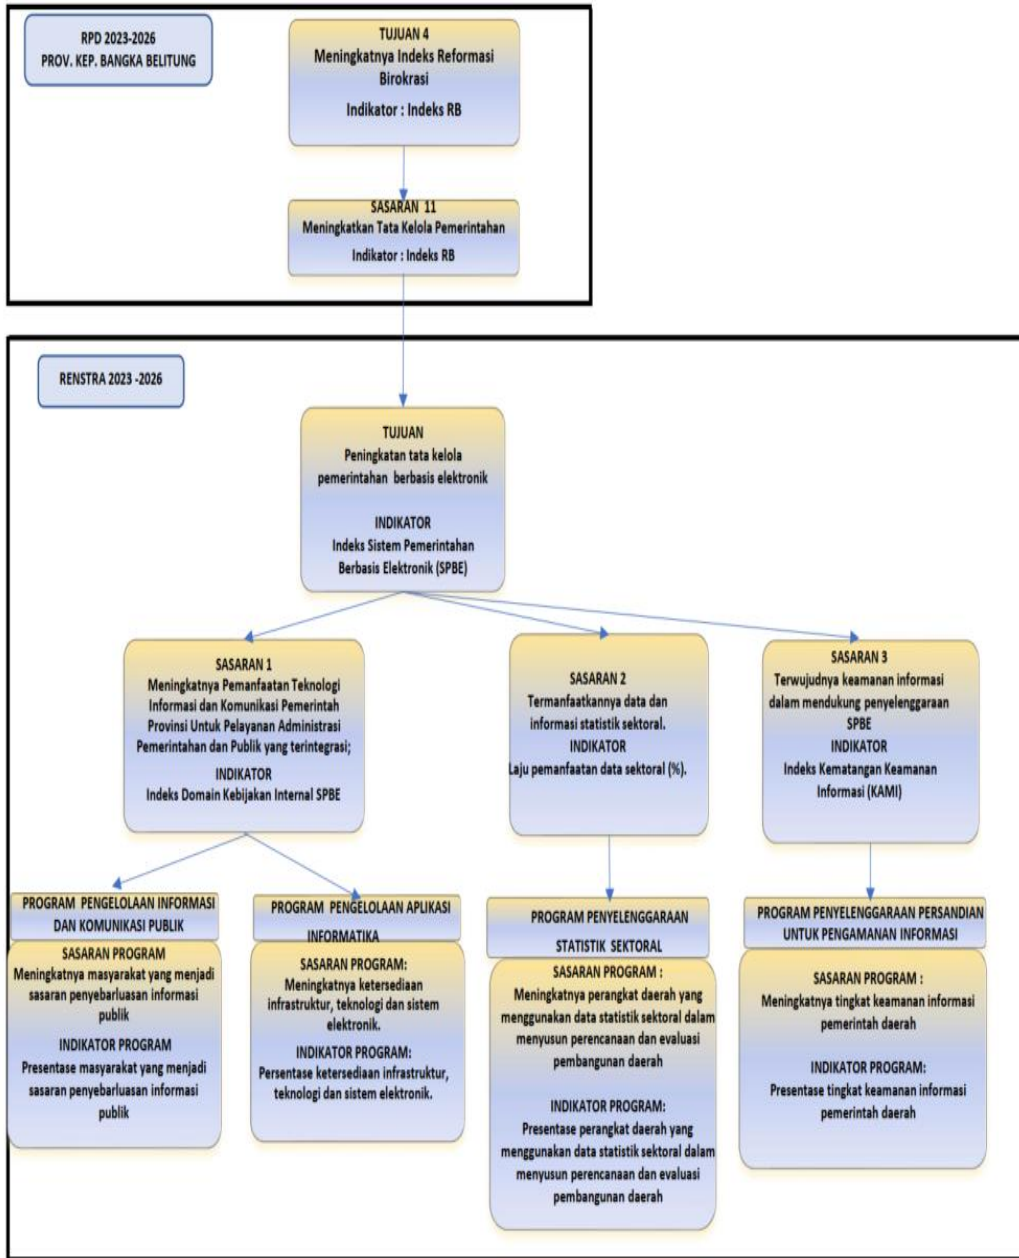 RPD 2023-2026
PROV. KEP. BANGKA BELITUNG
TUJUAN 4
Meningkatnya Indeks Reformasi
Birokrasi
Indikator : Indeks RB
SASARAN 11
Meningkatkan Tata Kelola Pemerintahan
Indikator : Indeks RB
RENSTRA 2023 -2026
TUJUAN
Peningkatan tata kelola
pemerintahan berbasis elektronik
INDIKATOR
Indeks Sistem Pemerintahan
Berbasis Elektronik (SPBE)
SASARAN 1
Meningkatnya Pemanfaatan Teknologi
Informasi dan Komunikasi Pemerintah
Provinsi Untuk Pelayanan Administrasi
Pemerintahan dan Publik yang terintegrasi;
INDIKATOR
Indeks Domain Kebijakan Internal SPBE
SASARAN 2
Termanfaatkannya data dan
informasi statistik sektoral.
INDIKATOR
Laju pemanfaatan data sektoral (%).
SASARAN 3
Terwujudnya keamanan informasi
dalam mendukung penyelenggaraan
SPBE
INDIKATOR
Indeks Kematangan Keamanan
Informasi (KAMI)
PROGRAM PENGELOLAAN INFORMASI
DAN KOMUNIKASI PUBLIK
SASARAN PROGRAM
Meningkatnya masyarakat yang menjadi
sasaran penyebarluasan informasi
publik
INDIKATOR PROGRAM
Presentase masyarakat yang menjadi
sasaran penyebarluasan informasi
publik
PROGRAM PENGELOLAAN APLIKASI
INFORMATIKA
SASARAN PROGRAM:
Meningkatnya ketersediaan
infrastruktur, teknologi dan sistem
elektronik.
INDIKATOR PROGRAM:
Persentase ketersediaan infrastruktur,
teknologi dan sistem elektronik.
PROGRAM PENYELENGGARAAN
STATISTIK SEKTORAL
SASARAN PROGRAM :
Meningkatnya perangkat daerah yang
menggunakan data statistik sektoral dalam
menyusun perencanaan dan evaluasi
pembangunan daerah
INDIKATOR PROGRAM:
Presentase perangkat daerah yang
menggunakan data statistik sektoral dalam
menyusun perencanaan dan evaluasi
pembangunan daerah
PROGRAM PENYELENGGARAAN PERSANDIAN
UNTUK PENGAMANAN INFORMASI
SASARAN PROGRAM :
Meningkatnya tingkat keamanan informasi
pemerintah daerah
INDIKATOR PROGRAM:
Presentase tingkat keamanan informasi
pemerintah daerah